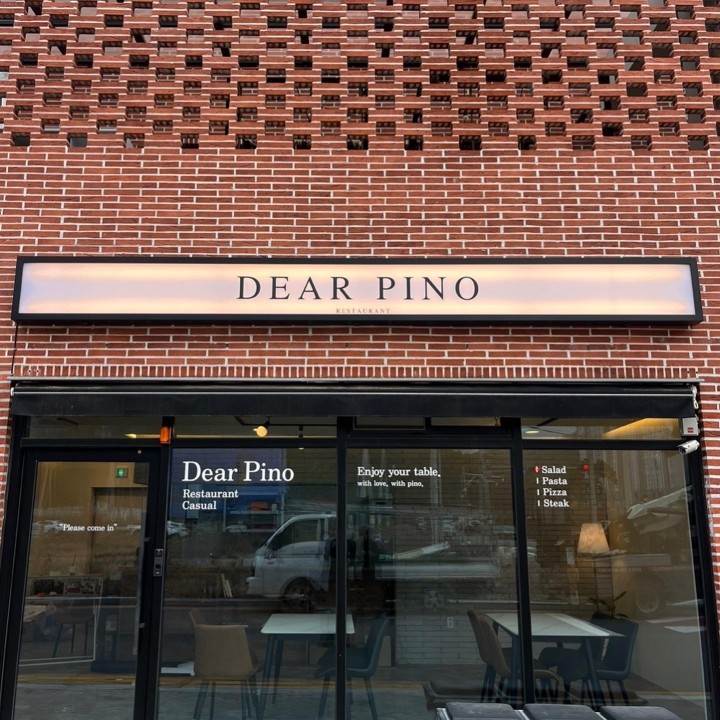 DEAR PINO
RESTAURANT
Dear Pino
Restaurant
Casual
Enjoy your table.
with love, with pino.
Salad
Pasta
Pizza
Steak
"Please come in"